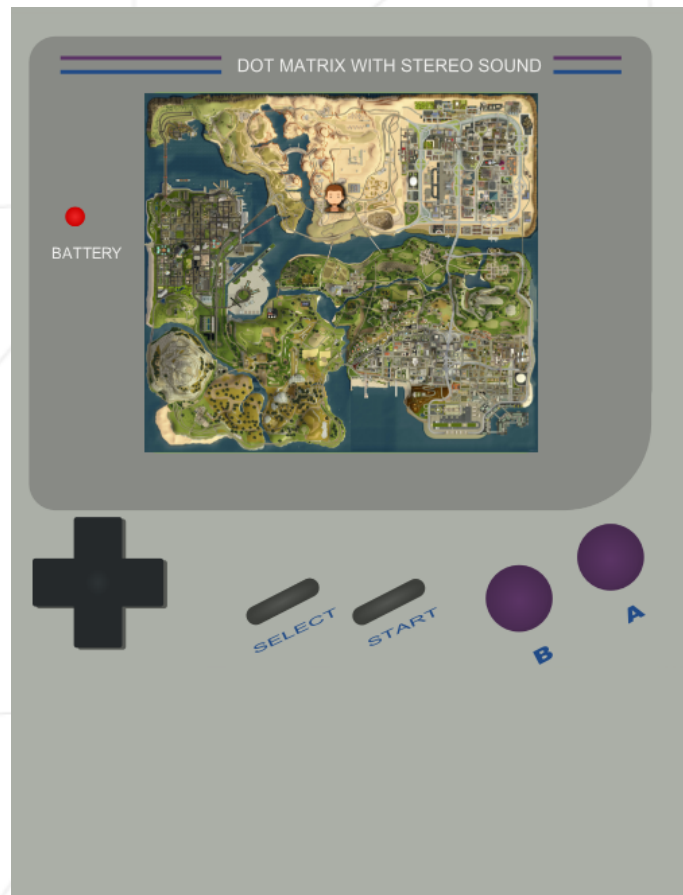 DOT MATRIX WITH STEREO SOUND
BATTERY
SELECT
START
B
A